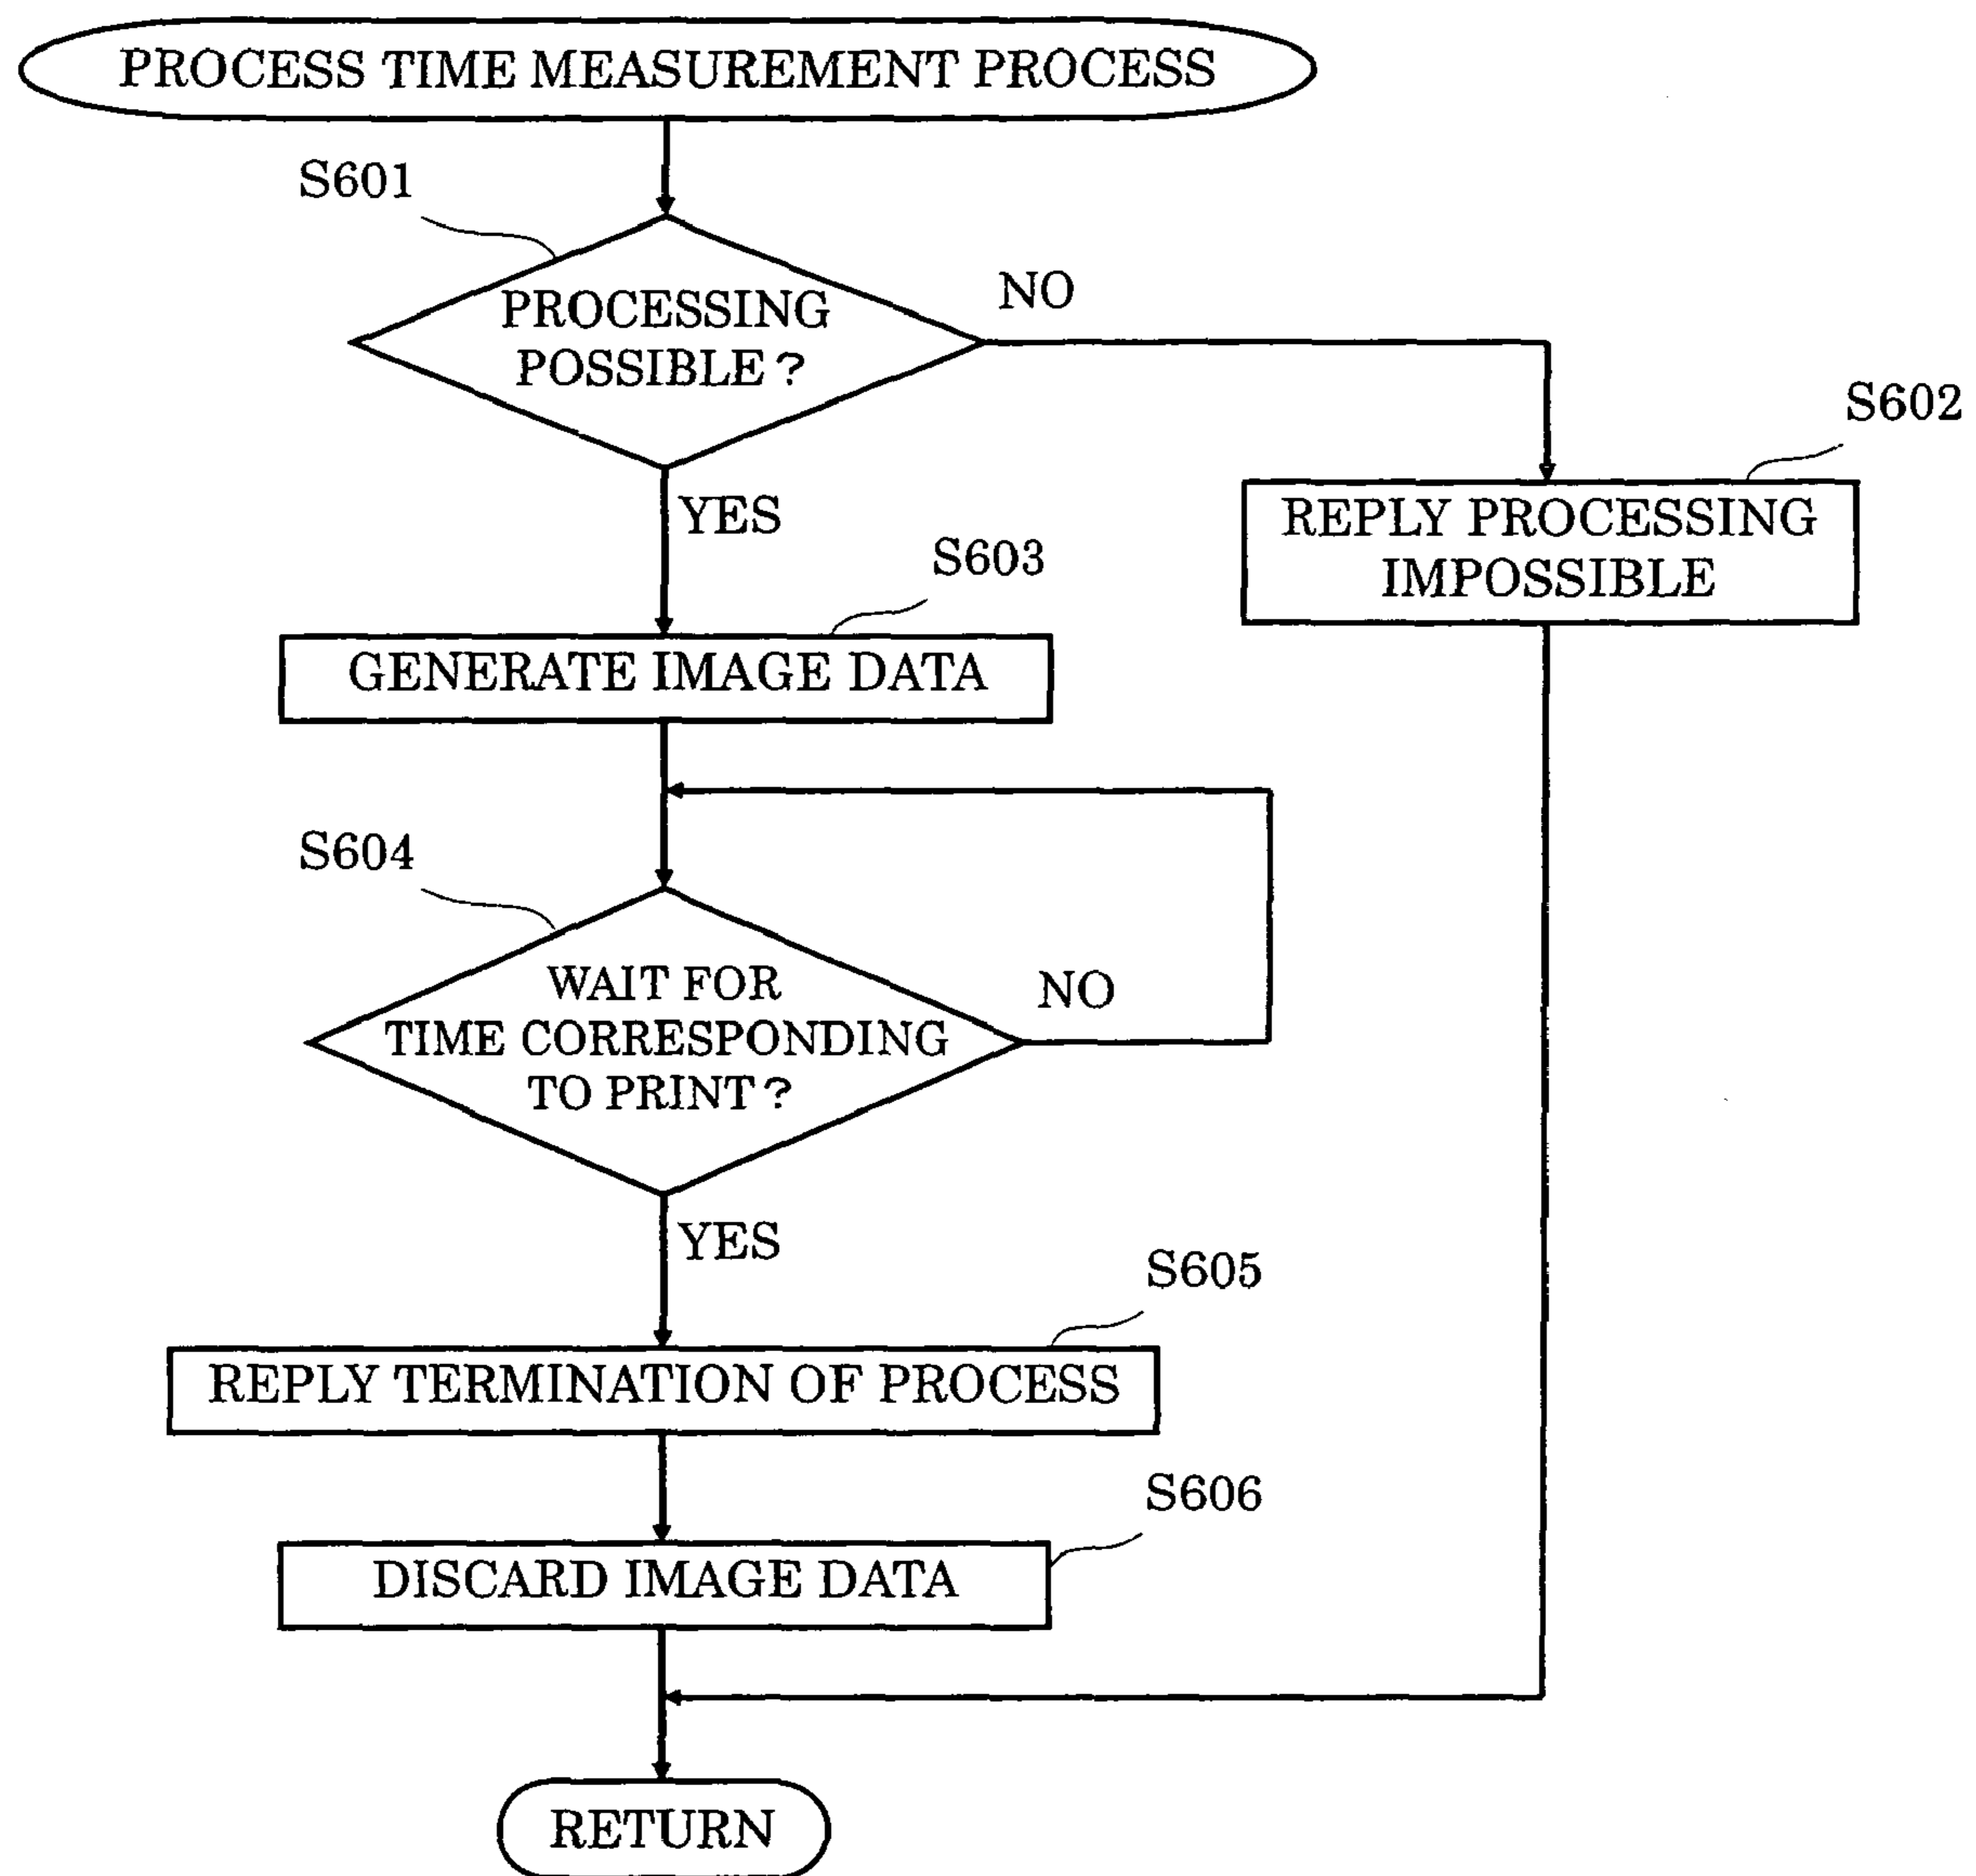 PROCESS TIME MEASUREMENT PROCESS
S601
PROCESSING
POSSIBLE ?
NO
YES
S602
REPLY PROCESSING
IMPOSSIBLE
S603
GENERATE IMAGE DATA
S604
WAIT FOR
TIME CORRESPONDING
TO PRINT ?
NO
YES
S605
REPLY TERMINATION OF PROCESS
S606
DISCARD IMAGE DATA
RETURN